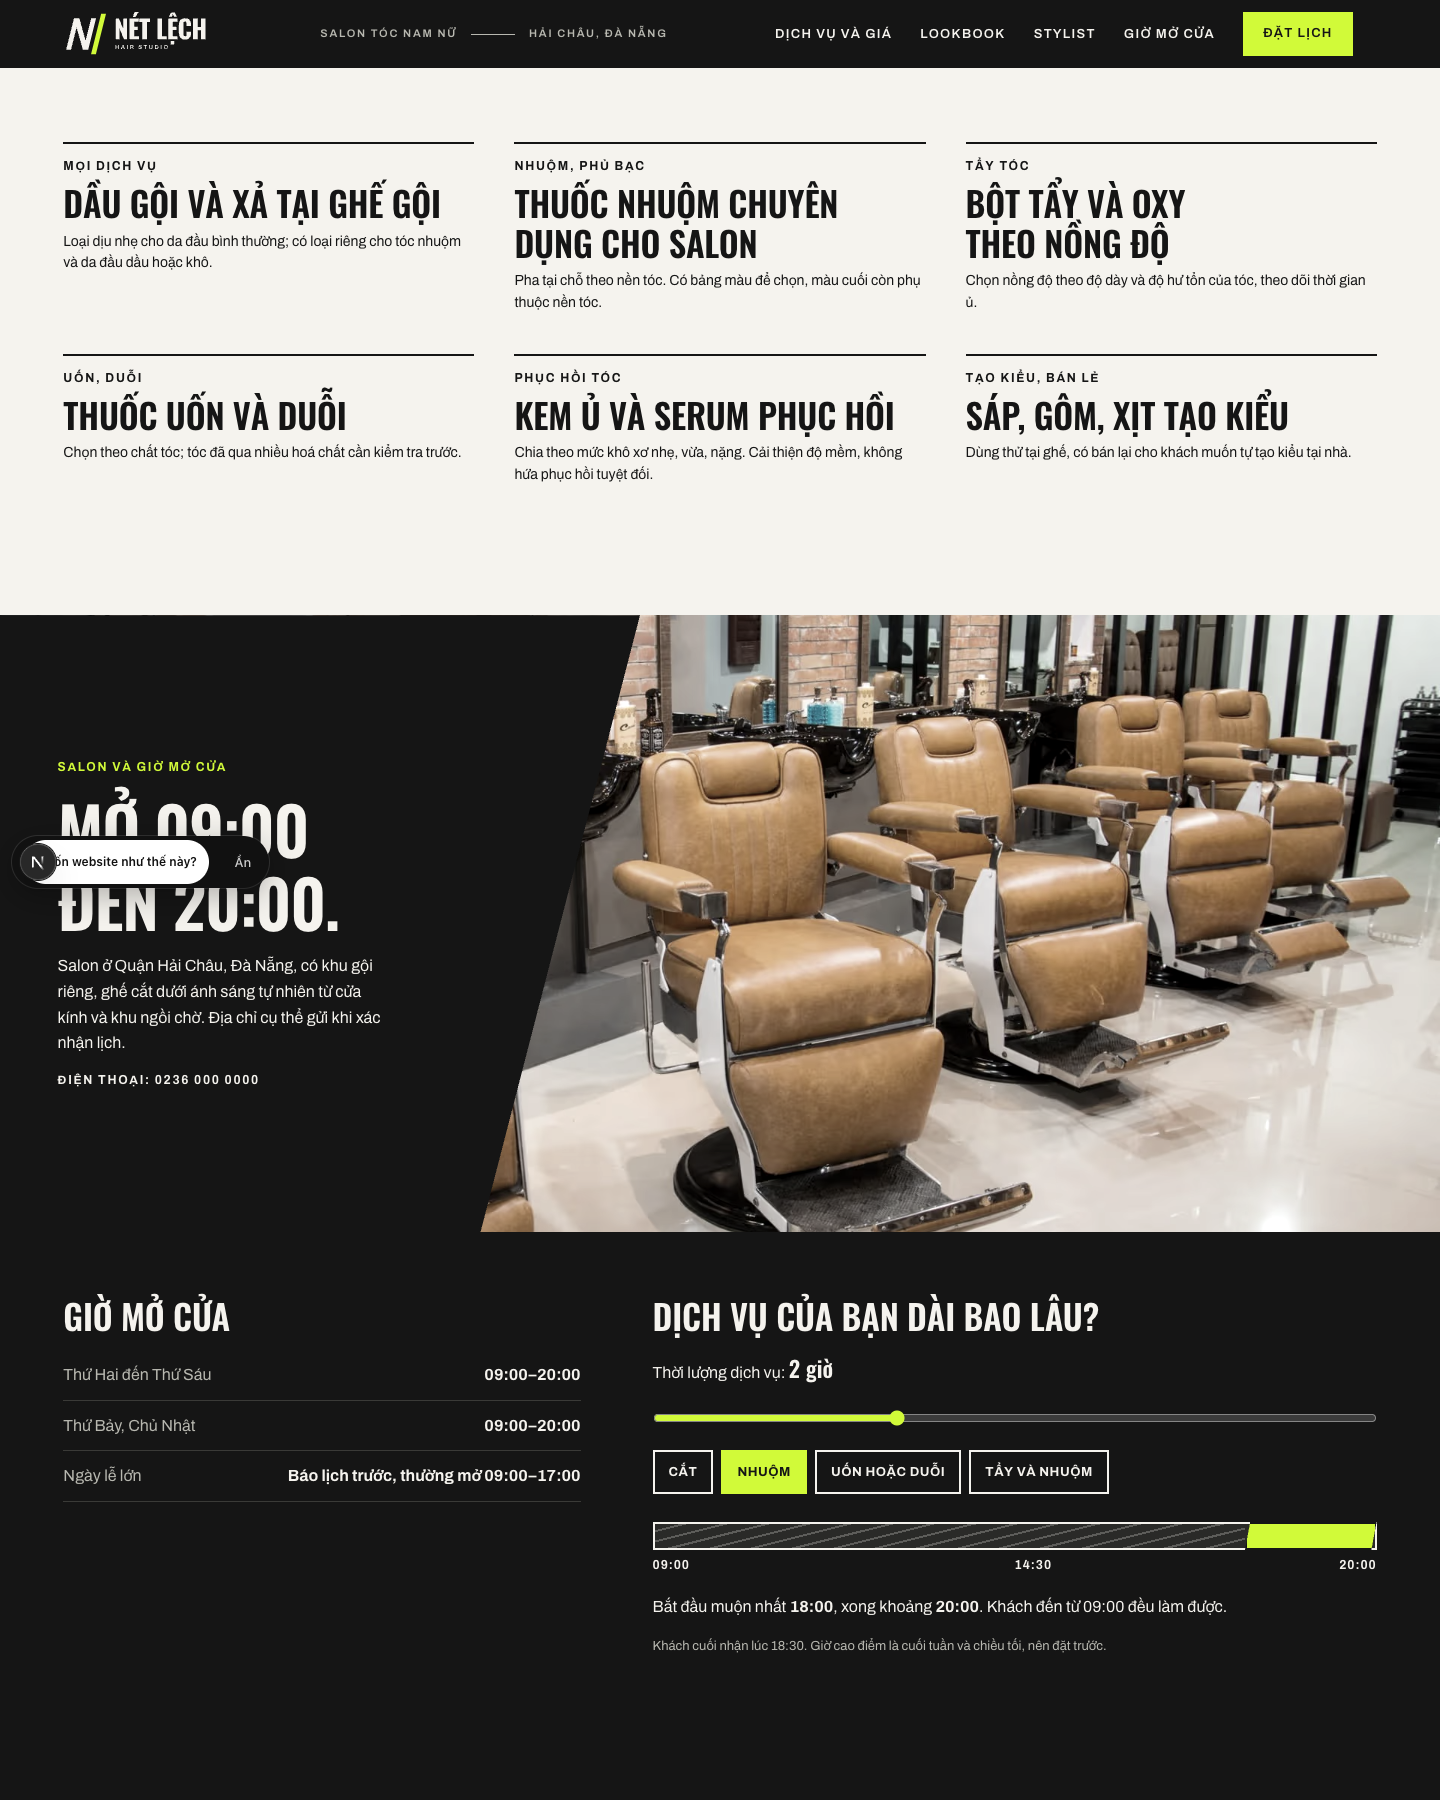 NÉT LỆCH
HAIR STUDIO
SALON TÓC NAM NỮ
HẢI CHÂU, ĐÀ NẴNG
DỊCH VỤ VÀ GIÁ
LOOKBOOK
STYLIST
GIỜ MỞ CỬA
ĐẶT LỊCH
MỌI DỊCH VỤ
DẦU GỘI VÀ XẢ TẠI GHẾ GỘI
Loại dịu nhẹ cho da đầu bình thường; có loại riêng cho tóc nhuộm
và da đầu dầu hoặc khô.
NHUỘM, PHỦ BẠC
THUỐC NHUỘM CHUYÊN
DỤNG CHO SALON
Pha tại chỗ theo nền tóc. Có bảng màu để chọn, màu cuối còn phụ
thuộc nền tóc.
TẨY TÓC
BỘT TẨY VÀ OXY
THEO NỒNG ĐỘ
Chọn nồng độ theo độ dày và độ hư tổn của tóc, theo dõi thời gian
ủ.
UỐN, DUỖI
THUỐC UỐN VÀ DUỖI
Chọn theo chất tóc; tóc đã qua nhiều hoá chất cần kiểm tra trước.
PHỤC HỒI TÓC
KEM Ủ VÀ SERUM PHỤC HỒI
Chia theo mức khô xơ nhẹ, vừa, nặng. Cải thiện độ mềm, không
hứa phục hồi tuyệt đối.
TẠO KIỂU, BÁN LẺ
SÁP, GÔM, XỊT TẠO KIỂU
Dùng thử tại ghế, có bán lại cho khách muốn tự tạo kiểu tại nhà.
SALON VÀ GIỜ MỞ CỬA
MỞ 09:00
website như thế này?
Ẩn
ĐẾN 20:00.
Salon ở Quận Hải Châu, Đà Nẵng, có khu gội
riêng, ghế cắt dưới ánh sáng tự nhiên từ cửa
kính và khu ngồi chờ. Địa chỉ cụ thể gửi khi xác
nhận lịch.
ĐIỆN THOẠI: 0236 000 0000
GIỜ MỞ CỬA
Thứ Hai đến Thứ Sáu 09:00–20:00
Thứ Bảy, Chủ Nhật 09:00–20:00
Ngày lễ lớn Báo lịch trước, thường mở 09:00–17:00
DỊCH VỤ CỦA BẠN DÀI BAO LÂU?
Thời lượng dịch vụ: 2 giờ
CẮT
NHUỘM
UỐN HOẶC DUỖI
TẨY VÀ NHUỘM
09:00 14:30 20:00
Bắt đầu muộn nhất 18:00, xong khoảng 20:00. Khách đến từ 09:00 đều làm được.
Khách cuối nhận lúc 18:30. Giờ cao điểm là cuối tuần và chiều tối, nên đặt trước.